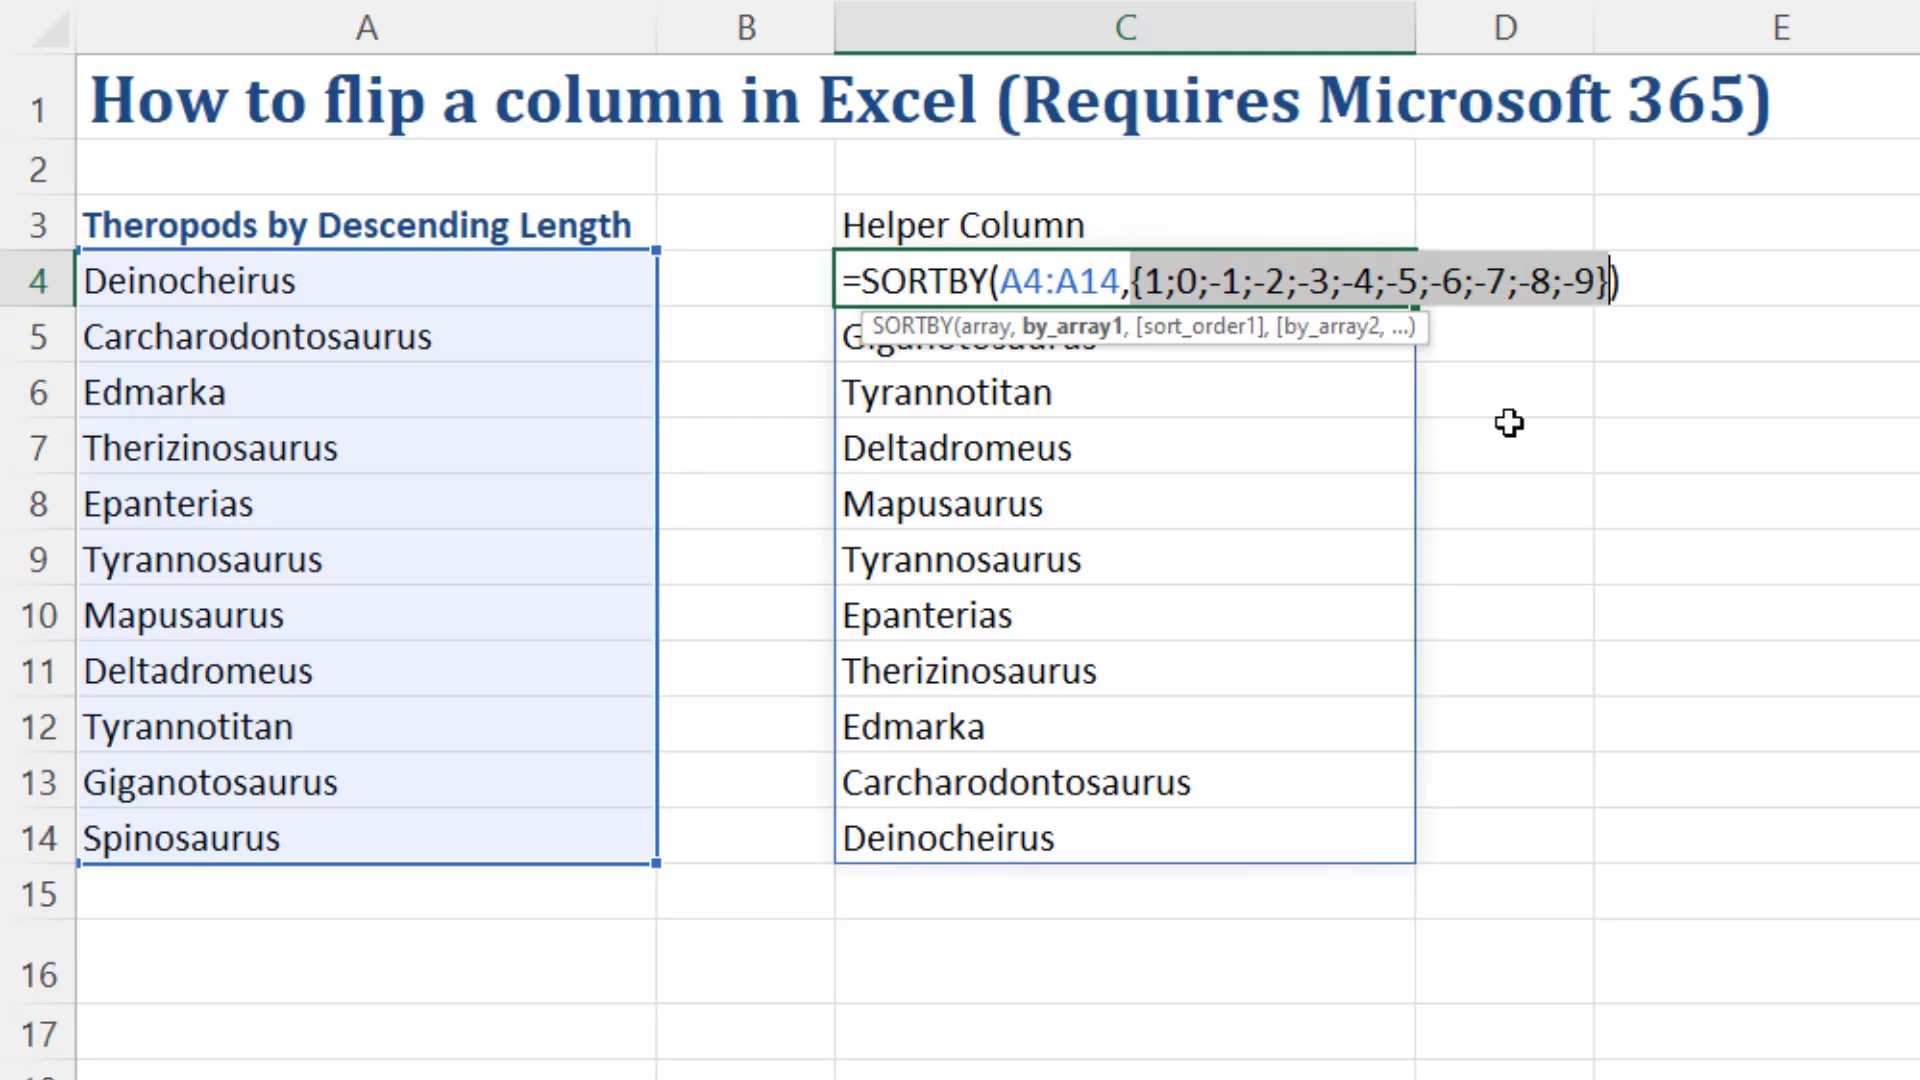 A B C D E
1 How to flip a column in Excel (Requires Microsoft 365)
2
3 Theropods by Descending Length Helper Column
4 Deinocheirus =SORTBY(A4:A14,{1;0;-1;-2;-3;-4;-5;-6;-7;-8;-9})
SORTBY(array, by_array1, [sort_order1], [by_array2, ...)
5 Carcharodontosaurus Giganotosaurus
6 Edmarka Tyrannotitan
7 Therizinosaurus Deltadromeus
8 Epanterias Mapusaurus
9 Tyrannosaurus Tyrannosaurus
10 Mapusaurus Epanterias
11 Deltadromeus Therizinosaurus
12 Tyrannotitan Edmarka
13 Giganotosaurus Carcharodontosaurus
14 Spinosaurus Deinocheirus
15
16
17